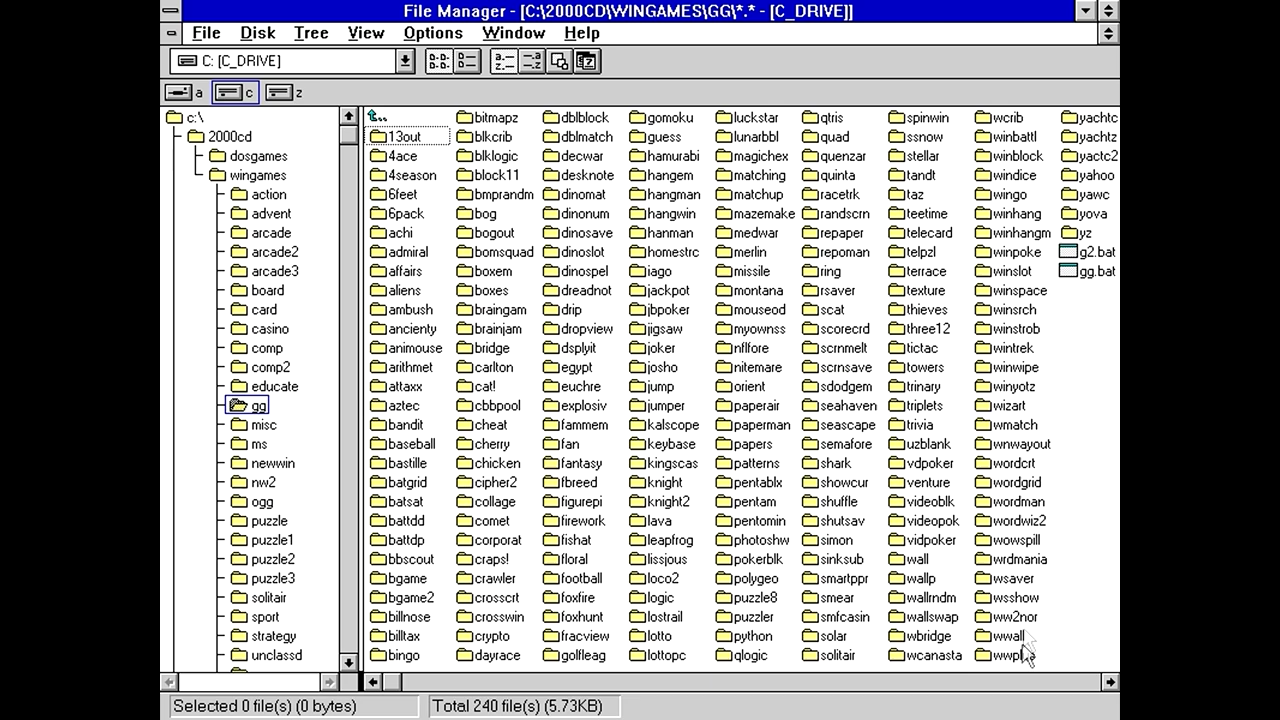 File Manager - [C:\2000CD\WINGAMES\GG\*.* - [C_DRIVE]]
File Disk Tree View Options Window Help
C: [C_DRIVE]
a c z
c:\
2000cd
dosgames
wingames
action
advent
arcade
arcade2
arcade3
board
card
casino
comp
comp2
educate
gg
misc
ms
newwin
nw2
ogg
puzzle
puzzle1
puzzle2
puzzle3
solitair
sport
strategy
unclassd
..
13out
4ace
4season
6feet
6pack
achi
admiral
affairs
aliens
ambush
ancienty
animouse
arithmet
attaxx
aztec
bandit
baseball
bastille
batgrid
batsat
battdd
battdp
bbscout
bgame
bgame2
billnose
billtax
bingo
bitmapz
blkcrib
blklogic
block11
bmprandm
bog
bogout
bomsquad
boxem
boxes
braingam
brainjam
bridge
carlton
cat!
cbbpool
cheat
cherry
chicken
cipher2
collage
comet
corporat
craps!
crawler
crosscrt
crosswin
crypto
dayrace
dblblock
dblmatch
decwar
desknote
dinomat
dinonum
dinosave
dinoslot
dinospel
dreadnot
drip
dropview
dsplyit
egypt
euchre
explosiv
fammem
fan
fantasy
fbreed
figurepi
firework
fishat
floral
football
foxfire
foxhunt
fracview
golfleag
gomoku
guess
hamurabi
hangem
hangman
hangwin
hanman
homestrc
iago
jackpot
jbpoker
jigsaw
joker
josho
jump
jumper
kalscope
keybase
kingscas
knight
knight2
lava
leapfrog
lissjous
loco2
logic
lostrail
lotto
lottopc
luckstar
lunarbbl
magichex
matching
matchup
mazemake
medwar
merlin
missile
montana
mouseod
myownss
nflfore
nitemare
orient
paperair
paperman
papers
patterns
pentablx
pentam
pentomin
photoshw
pokerblk
polygeo
puzzle8
puzzler
python
qlogic
qtris
quad
quenzar
quinta
racetrk
randscrn
repaper
repoman
ring
rsaver
scat
scorecrd
scrnmelt
scrnsave
sdodgem
seahaven
seascape
semafore
shark
showcur
shuffle
shutsav
simon
sinksub
smartppr
smear
smfcasin
solar
solitair
spinwin
ssnow
stellar
tandt
taz
teetime
telecard
telpzl
terrace
texture
thieves
three12
tictac
towers
trinary
triplets
trivia
uzblank
vdpoker
venture
videoblk
videopok
vidpoker
wall
wallp
wallrndm
wallswap
wbridge
wcanasta
wcrib
winbattl
winblock
windice
wingo
winhang
winhangm
winpoke
winslot
winspace
winsrch
winstrob
wintrek
winwipe
winyotz
wizart
wmatch
wnwayout
wordcrt
wordgrid
wordman
wordwiz2
wowspill
wrdmania
wsaver
wsshow
ww2nor
wwall
yachtc
yachtz
yactc2
yahoo
yawc
yova
yz
g2.bat
gg.bat
Selected 0 file(s) (0 bytes)
Total 240 file(s) (5.73KB)